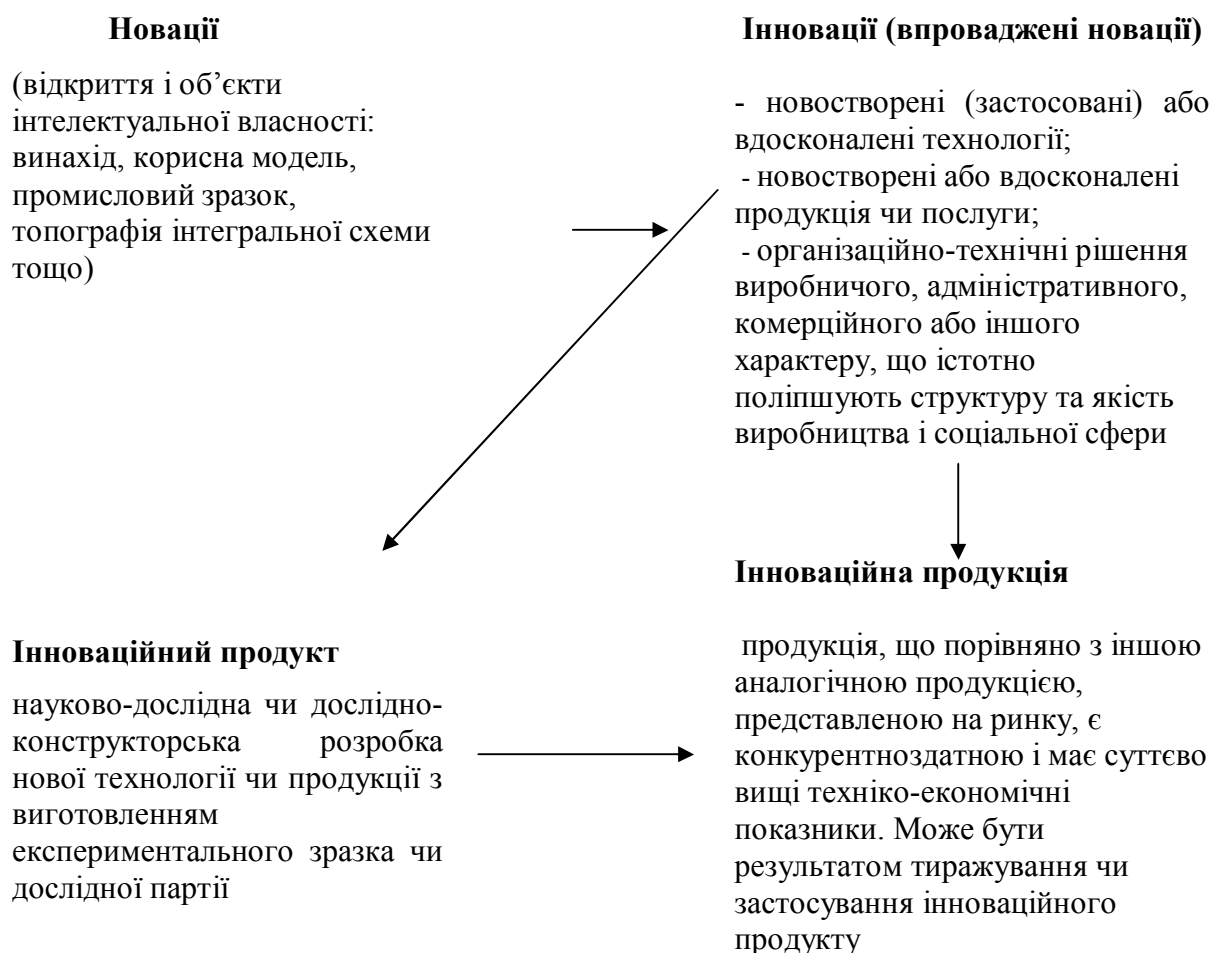 Новації
(відкриття і об’єкти
інтелектуальної власності:
винахід, корисна модель,
промисловий зразок,
топографія інтегральної схеми
тощо)
Інновації (впроваджені новації)
- новостворені (застосовані) або
вдосконалені технології;
- новостворені або вдосконалені
продукція чи послуги;
- організаційно-технічні рішення
виробничого, адміністративного,
комерційного або іншого
характеру, що істотно
поліпшують структуру та якість
виробництва і соціальної сфери
Інноваційний продукт
науково-дослідна чи дослідно-
конструкторська розробка
нової технології чи продукції з
виготовленням
експериментального зразка чи
дослідної партії
Інноваційна продукція
продукція, що порівняно з іншою
аналогічною продукцією,
представленою на ринку, є
конкурентноздатною і має суттєво
вищі техніко-економічні
показники. Може бути
результатом тиражування чи
застосування інноваційного
продукту